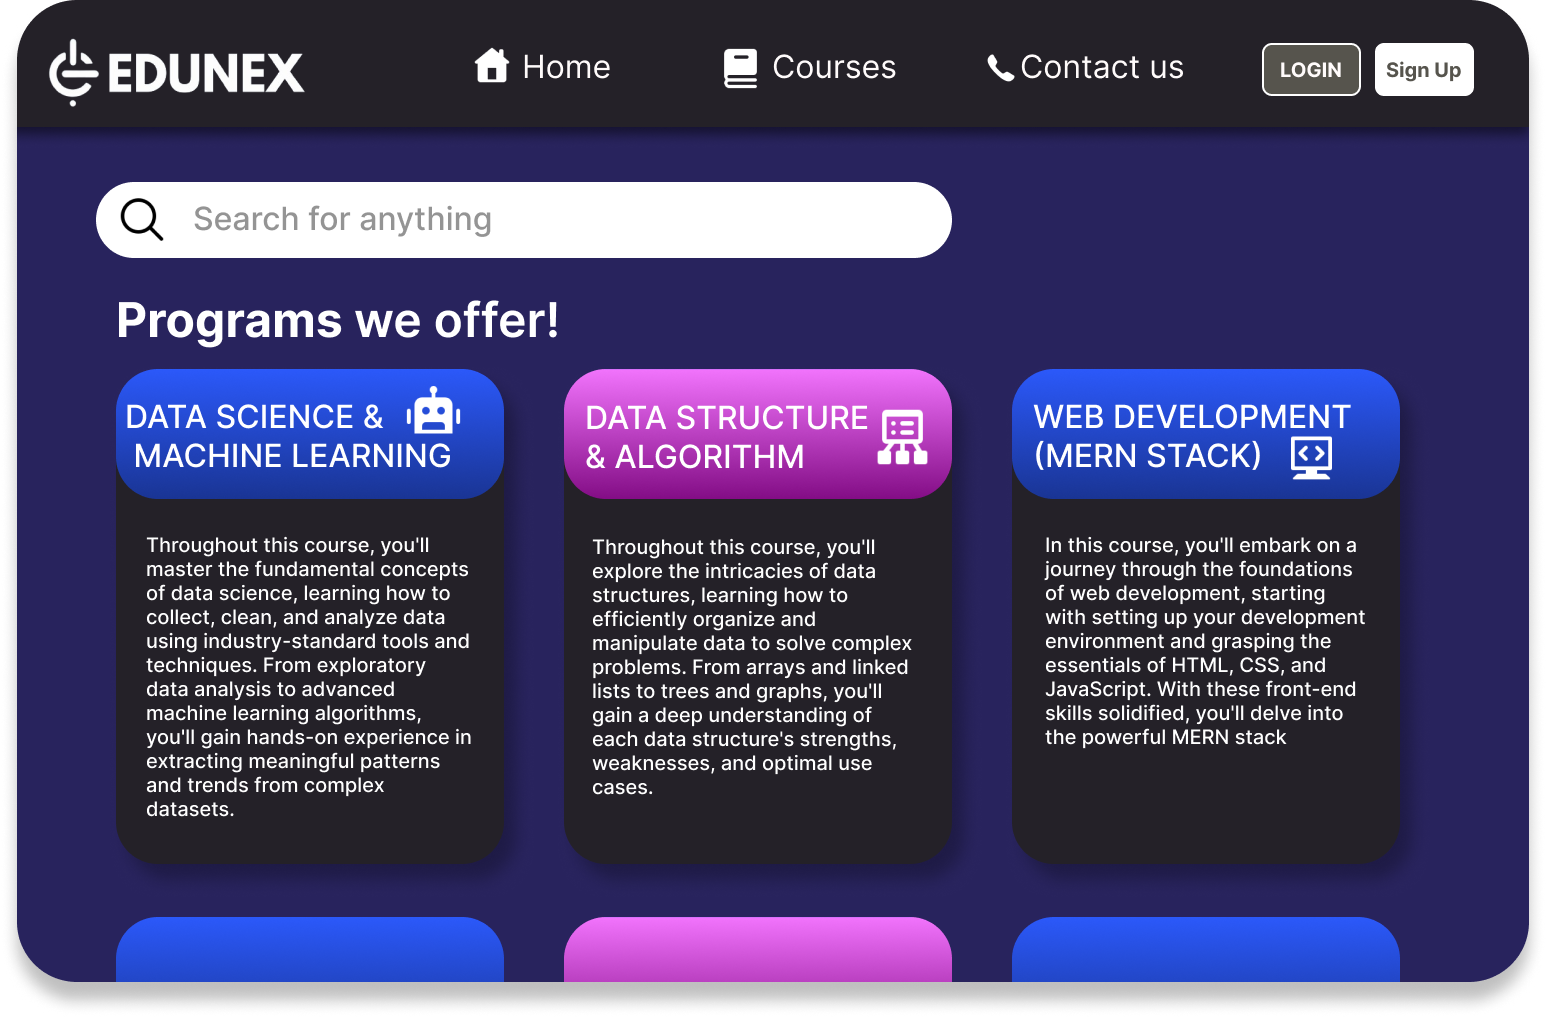 EDUNEX
Home
Courses
Contact us
LOGIN
Sign Up
Search for anything
Programs we offer!
DATA SCIENCE &
MACHINE LEARNING
Throughout this course, you'll
master the fundamental concepts
of data science, learning how to
collect, clean, and analyze data
using industry-standard tools and
techniques. From exploratory
data analysis to advanced
machine learning algorithms,
you'll gain hands-on experience in
extracting meaningful patterns
and trends from complex
datasets.
DATA STRUCTURE
& ALGORITHM
Throughout this course, you'll
explore the intricacies of data
structures, learning how to
efficiently organize and
manipulate data to solve complex
problems. From arrays and linked
lists to trees and graphs, you'll
gain a deep understanding of
each data structure's strengths,
weaknesses, and optimal use
cases.
WEB DEVELOPMENT
(MERN STACK)
In this course, you'll embark on a
journey through the foundations
of web development, starting
with setting up your development
environment and grasping the
essentials of HTML, CSS, and
JavaScript. With these front-end
skills solidified, you'll delve into
the powerful MERN stack